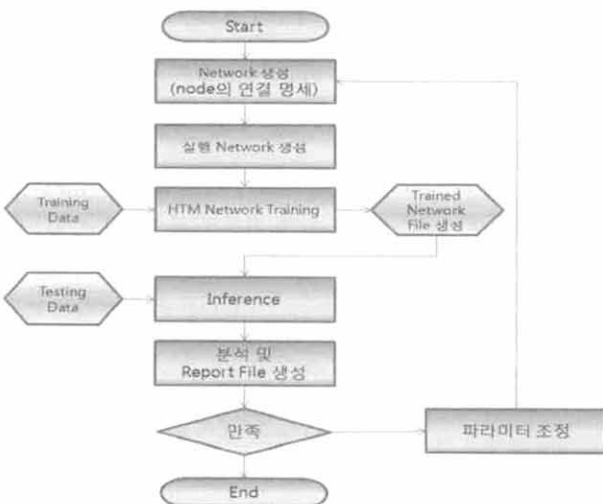 Start
Network 생성
(node의 연결 명세)
실행 Network 생성
Training
Data
HTM Network Training
Trained
Network
File 생성
Testing
Data
Inference
분석 및
Report File 생성
만족
파라미터 조정
End